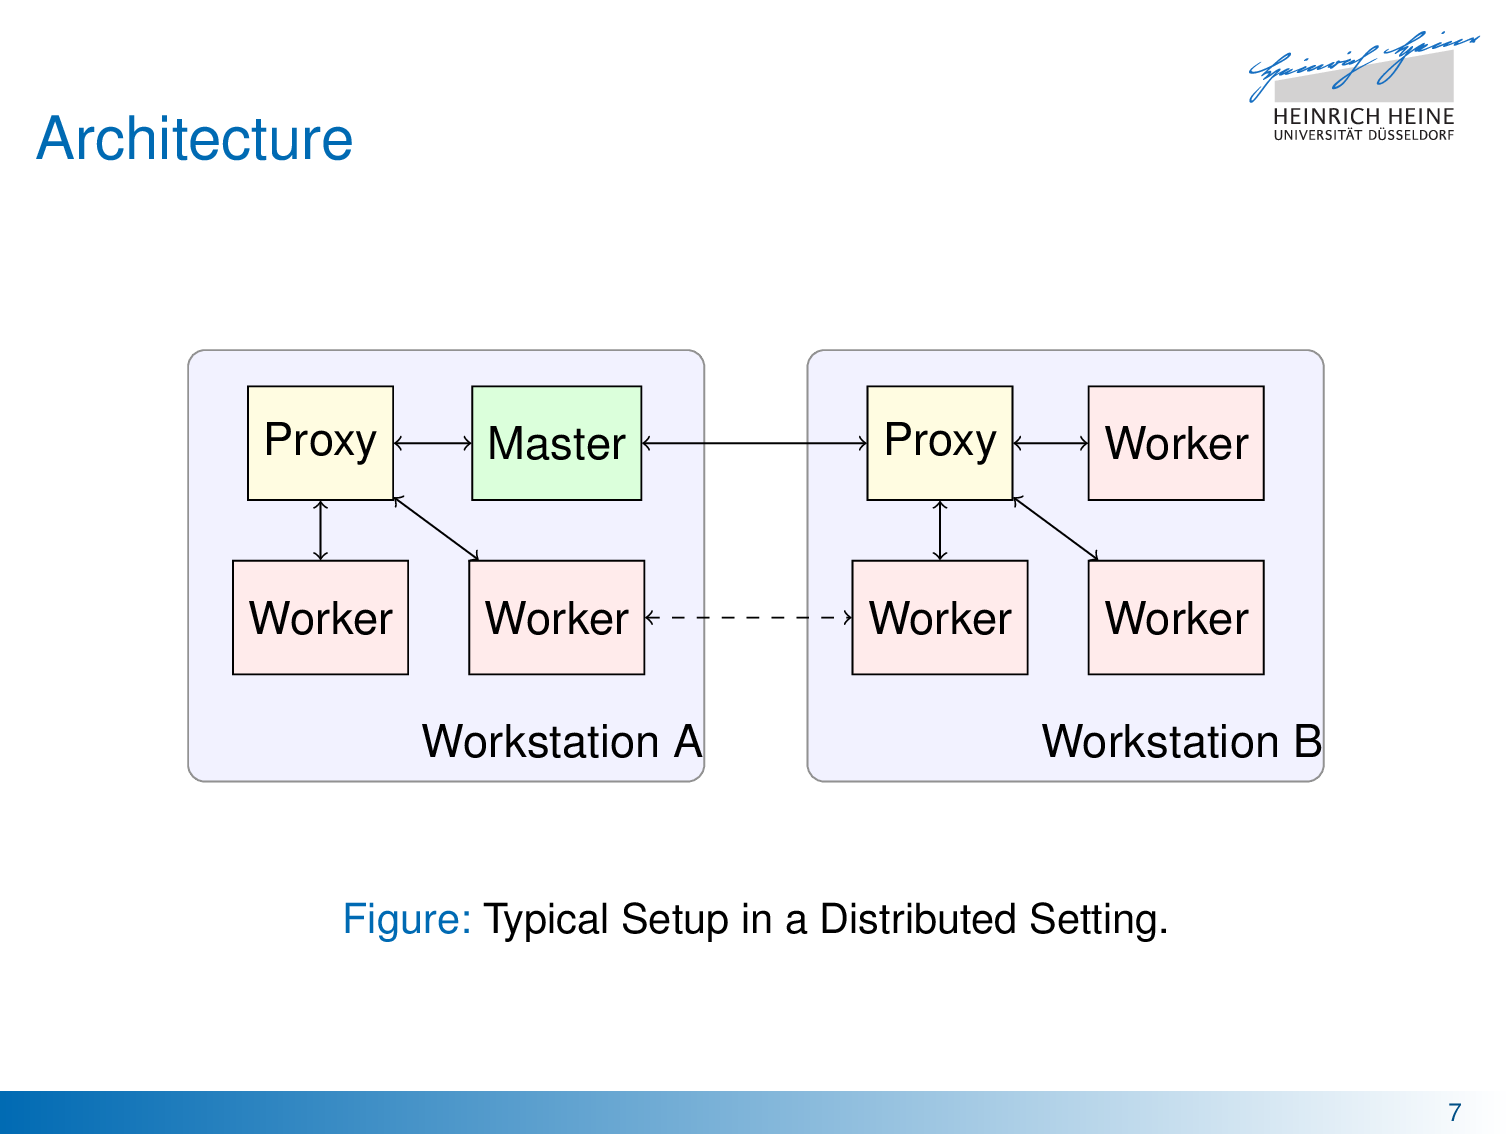 Heinrich Heine
HEINRICH HEINE
UNIVERSITÄT DÜSSELDORF
Architecture
Proxy
Master
Proxy
Worker
Worker
Worker
Worker
Worker
Workstation A
Workstation B
Figure: Typical Setup in a Distributed Setting.
7